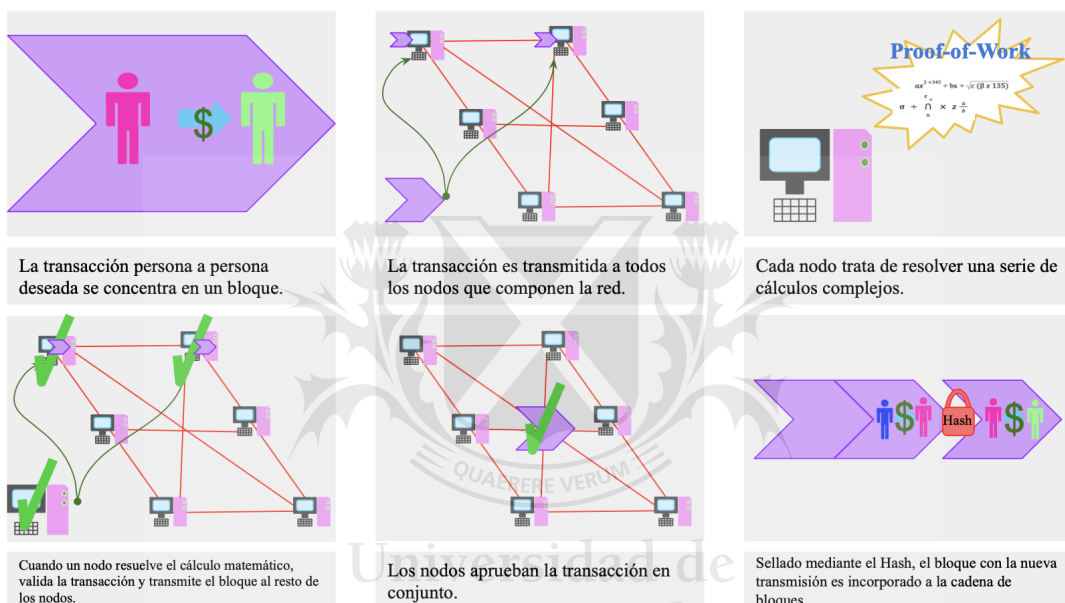 Proof-of-Work
La transacción persona a persona
deseada se concentra en un bloque.
La transacción es transmitida a todos
los nodos que componen la red.
Cada nodo trata de resolver una serie de
cálculos complejos.
Hash
QUAERERE VERUM
Universidad de
Cuando un nodo resuelve el cálculo matemático,
valida la transacción y transmite el bloque al resto de
los nodos.
Los nodos aprueban la transacción en
conjunto.
Sellado mediante el Hash, el bloque con la nueva
transmisión es incorporado a la cadena de
bloques